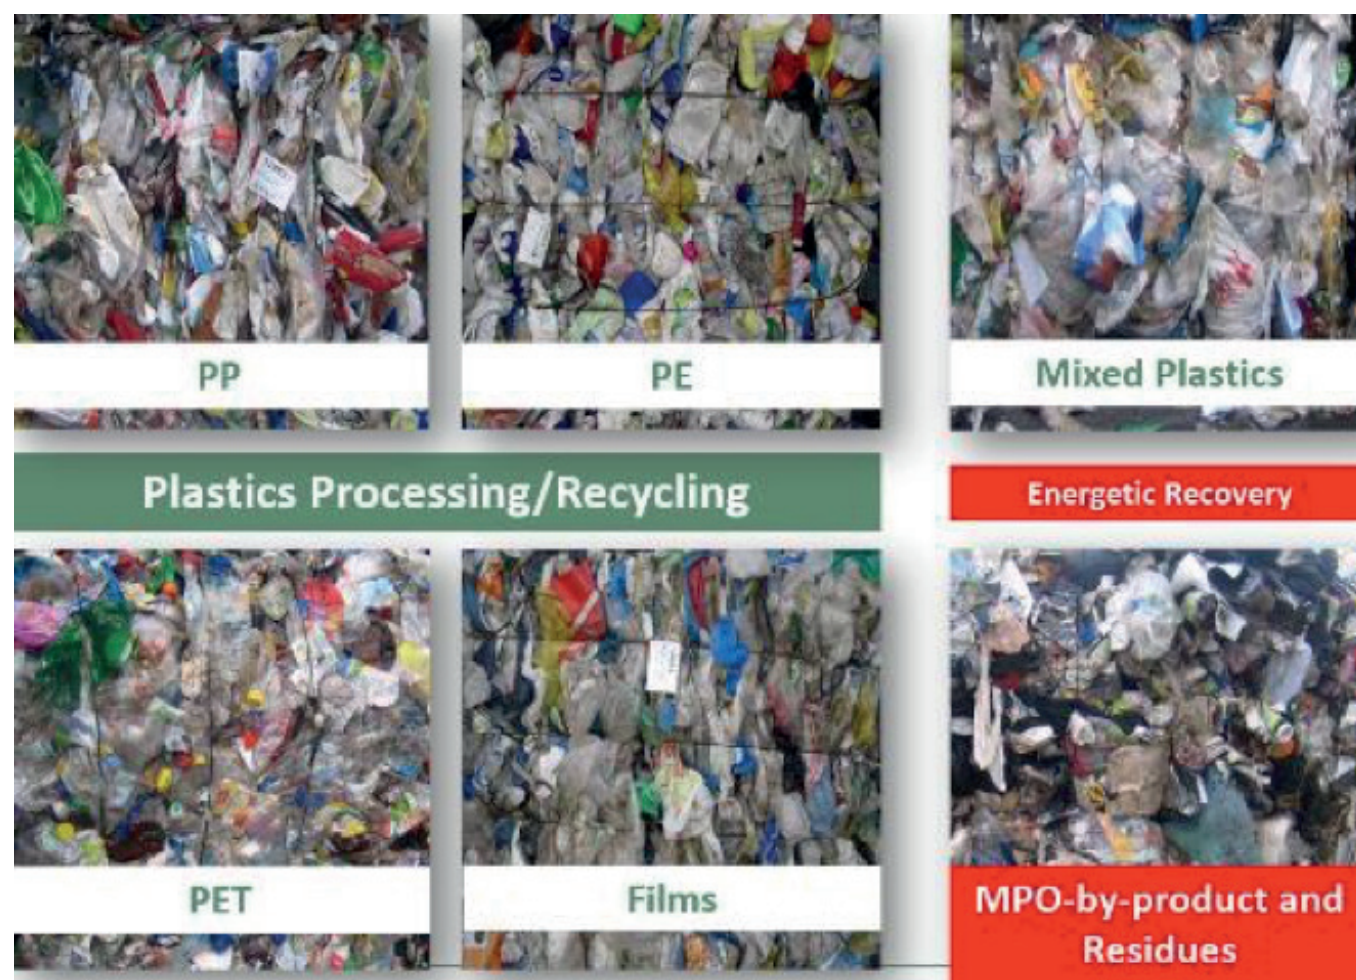 PP
PE
Mixed Plastics
Plastics Processing/Recycling
Energetic Recovery
PET
Films
MPO-by-product and
Residues